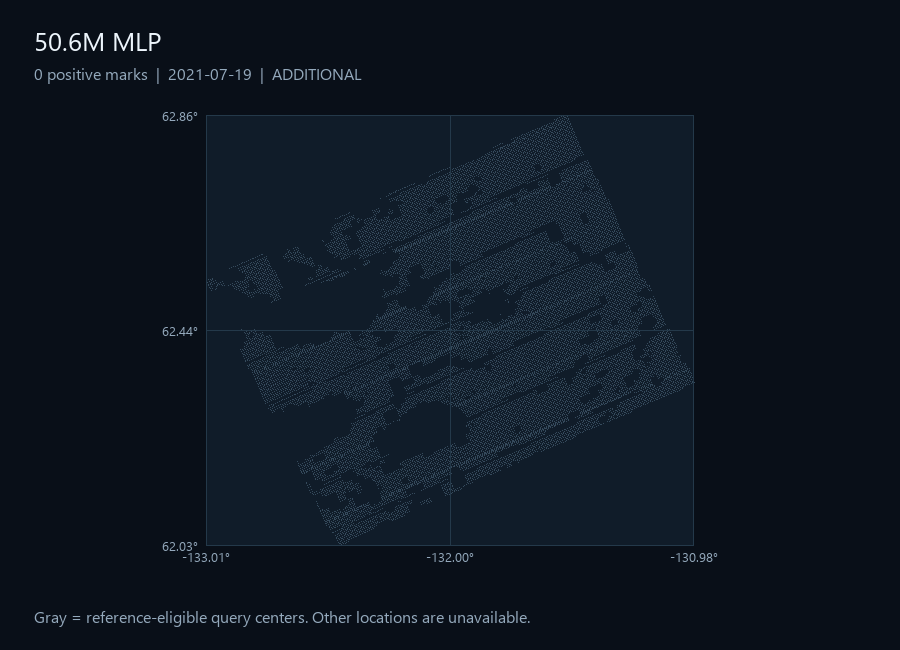 50.6M MLP
0 positive marks | 2021-07-19 | ADDITIONAL
62.86°
62.44°
62.03°
-133.01° -132.00° -130.98°
Gray = reference-eligible query centers. Other locations are unavailable.